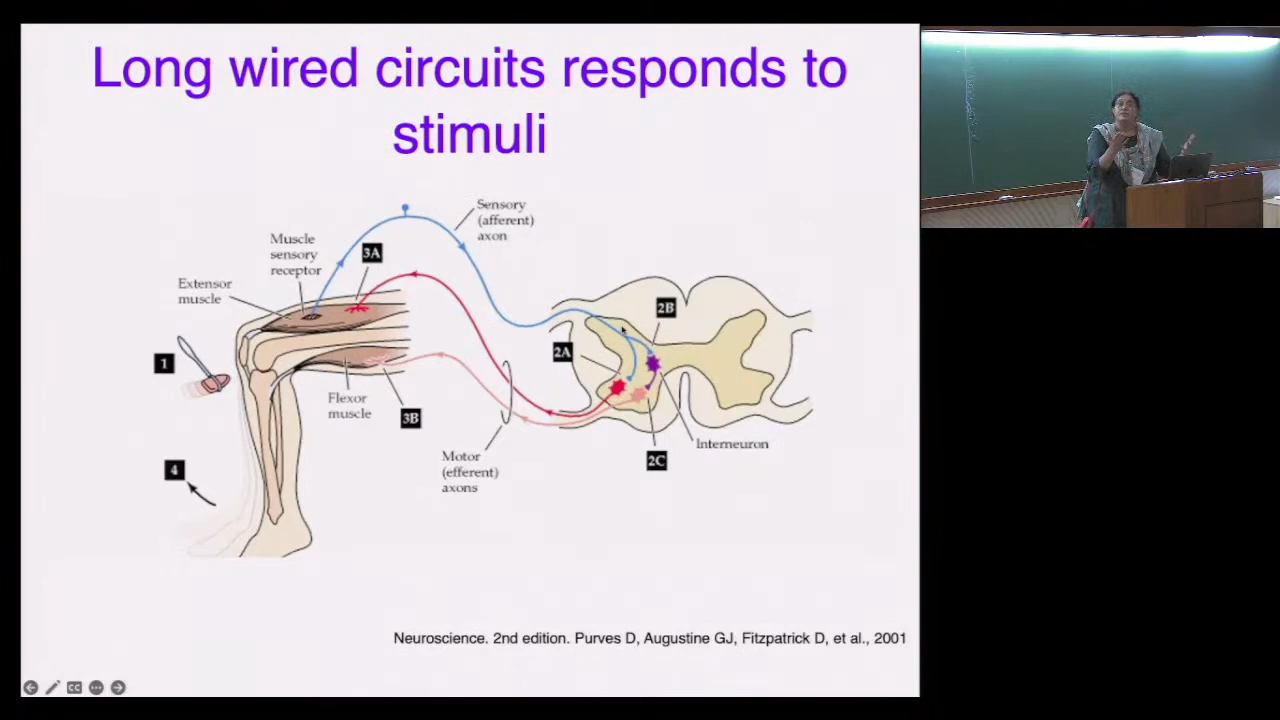 Long wired circuits responds to
stimuli
Sensory
(afferent)
axon
Muscle
sensory
receptor
3A
Extensor
muscle
2B
1
2A
Flexor
muscle
3B
Interneuron
Motor
(efferent)
axons
2C
4
Neuroscience. 2nd edition. Purves D, Augustine GJ, Fitzpatrick D, et al., 2001
CC